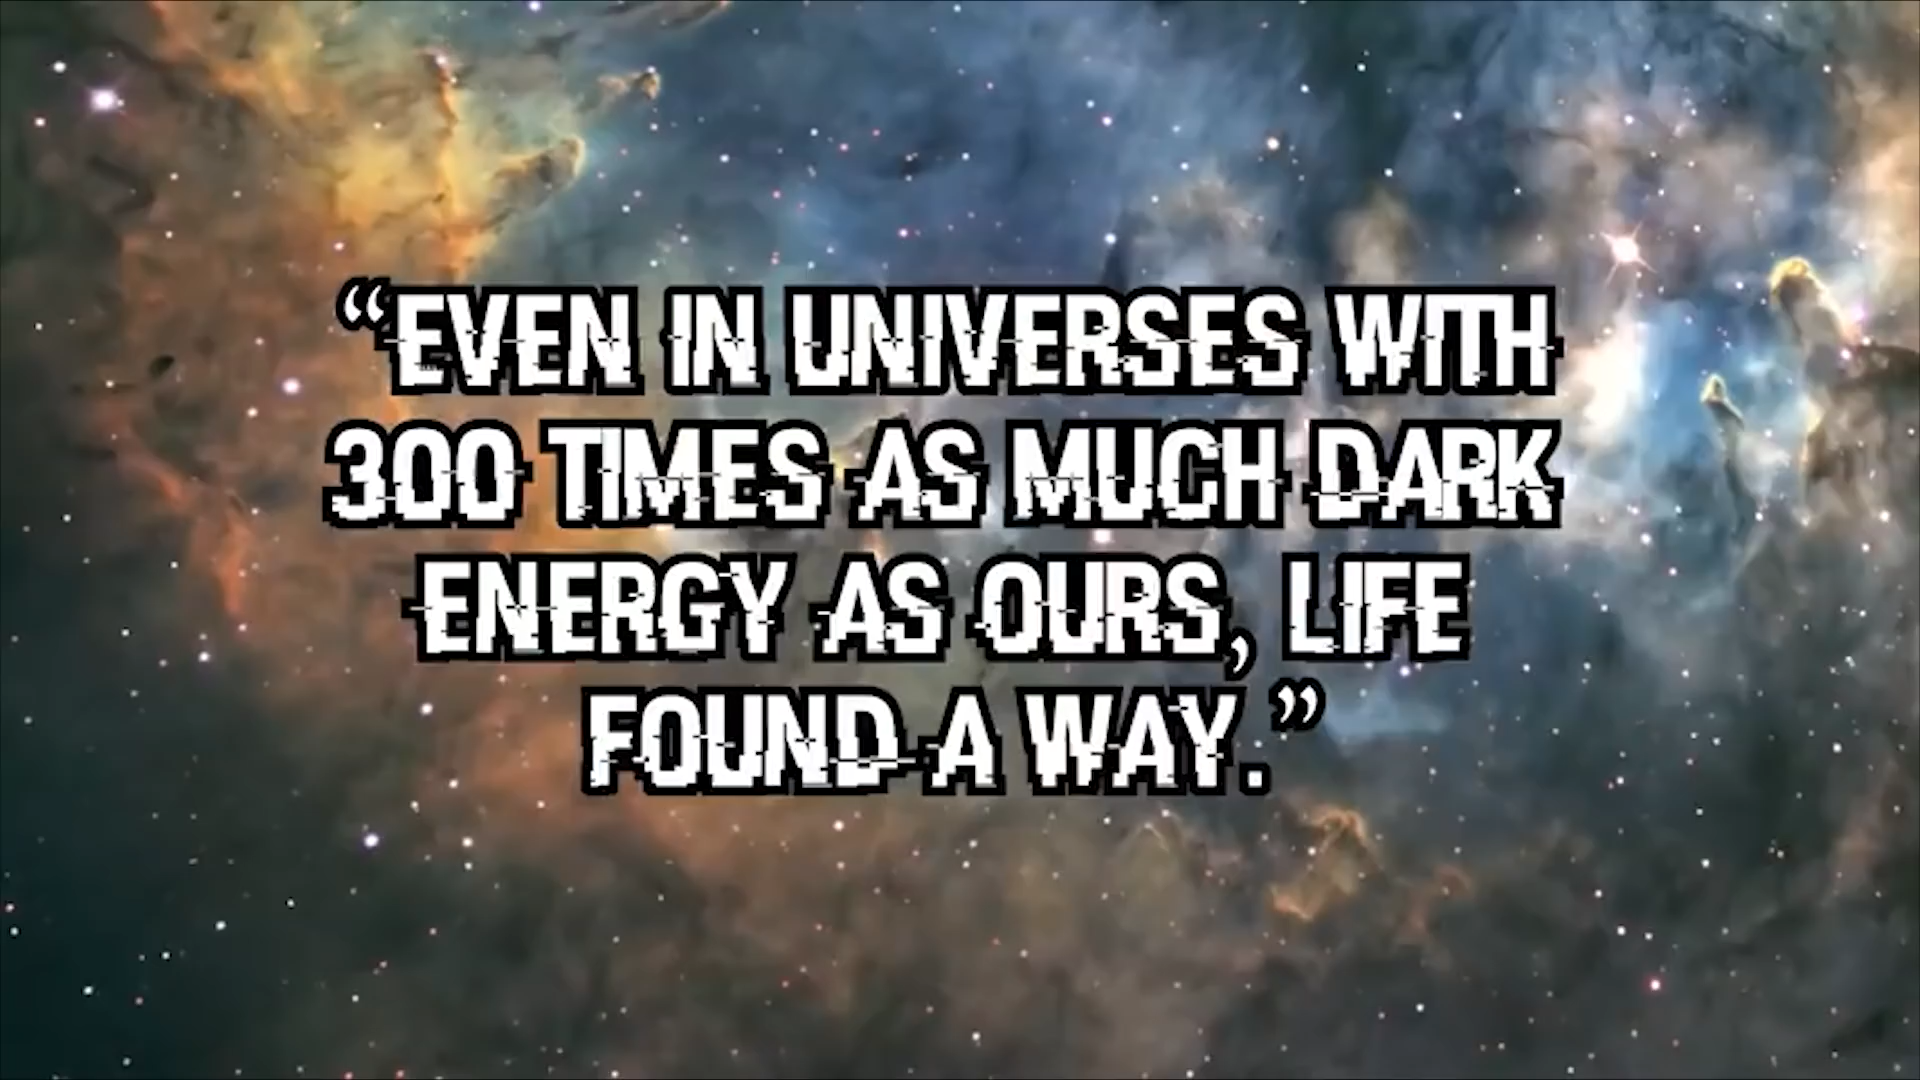 “EVEN IN UNIVERSES WITH
300 TIMES AS MUCH DARK
ENERGY AS OURS, LIFE
FOUND A WAY.”